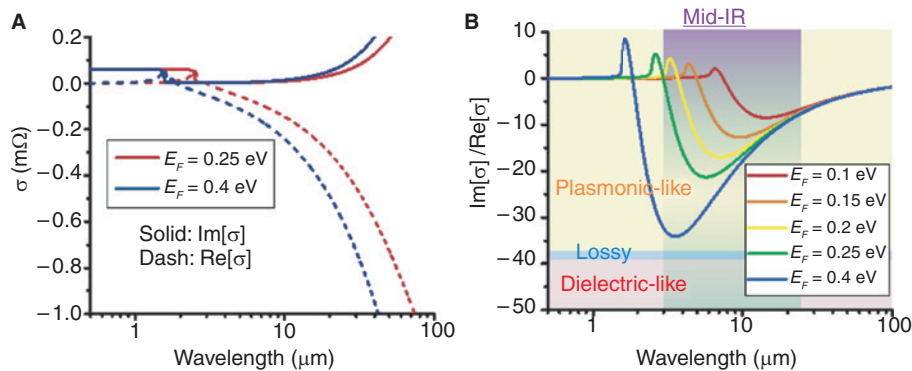 A
0.2
0.0
−0.2
−0.4
−0.6
−0.8
−1.0
σ (mΩ)
E_F = 0.25 eV
E_F = 0.4 eV
Solid: Im[σ]
Dash: Re[σ]
1 10 100
Wavelength (μm)
B
Mid-IR
10
0
−10
−20
−30
−40
−50
Im[σ] /Re[σ]
Plasmonic-like
Lossy
Dielectric-like
E_F = 0.1 eV
E_F = 0.15 eV
E_F = 0.2 eV
E_F = 0.25 eV
E_F = 0.4 eV
1 10 100
Wavelength (μm)